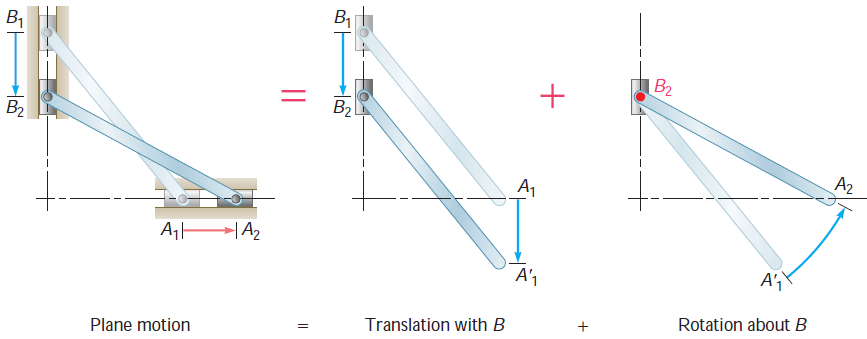 B1 B1
B2 B2 = + B2
A1 A2
A1 A2 A'1 A'1
Plane motion = Translation with B + Rotation about B